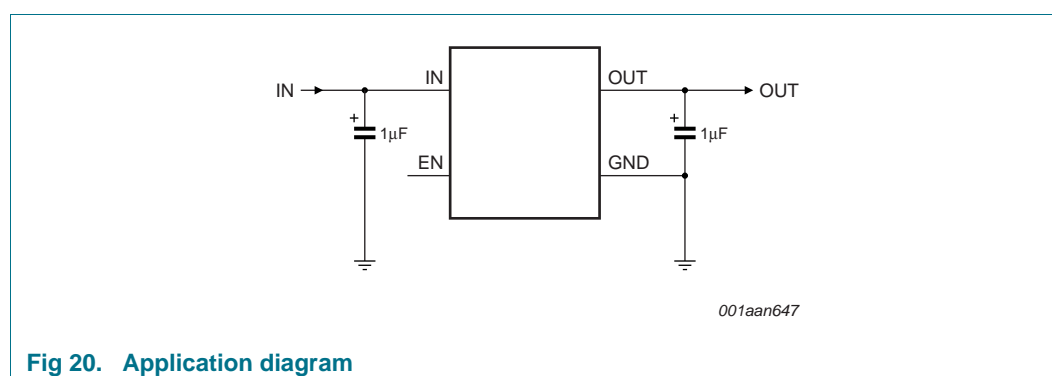 IN
IN
OUT
OUT
+
1μF
+
1μF
EN
GND
001aan647
Fig 20. Application diagram